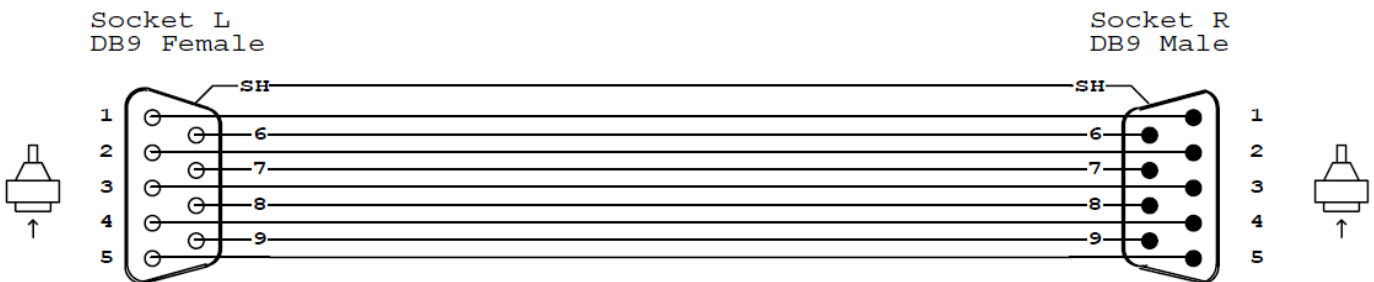 Socket L
DB9 Female
Socket R
DB9 Male
SH SH
1 1
6 6
2 2
7 7
3 3
8 8
4 4
9 9
5 5